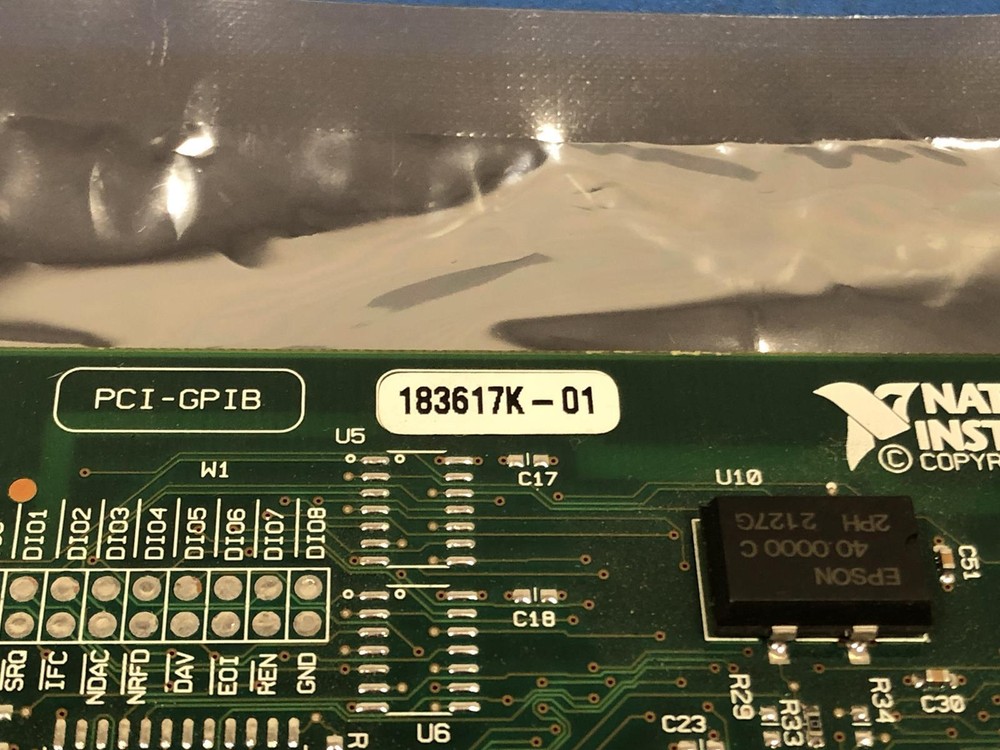 PCI-GPIB
183617K-01
NAT
INST
© COPYR
U5
W1
C17
U10
DIO1
DIO2
DIO3
DIO4
DIO5
DIO6
DIO7
DIO8
EPSON
40.0000 C
2PH 2127G
C51
C18
SRQ
IFC
NDAC
NRFD
DAV
EOI
REN
GND
R29
R33
R34
C30
C23
U6
R